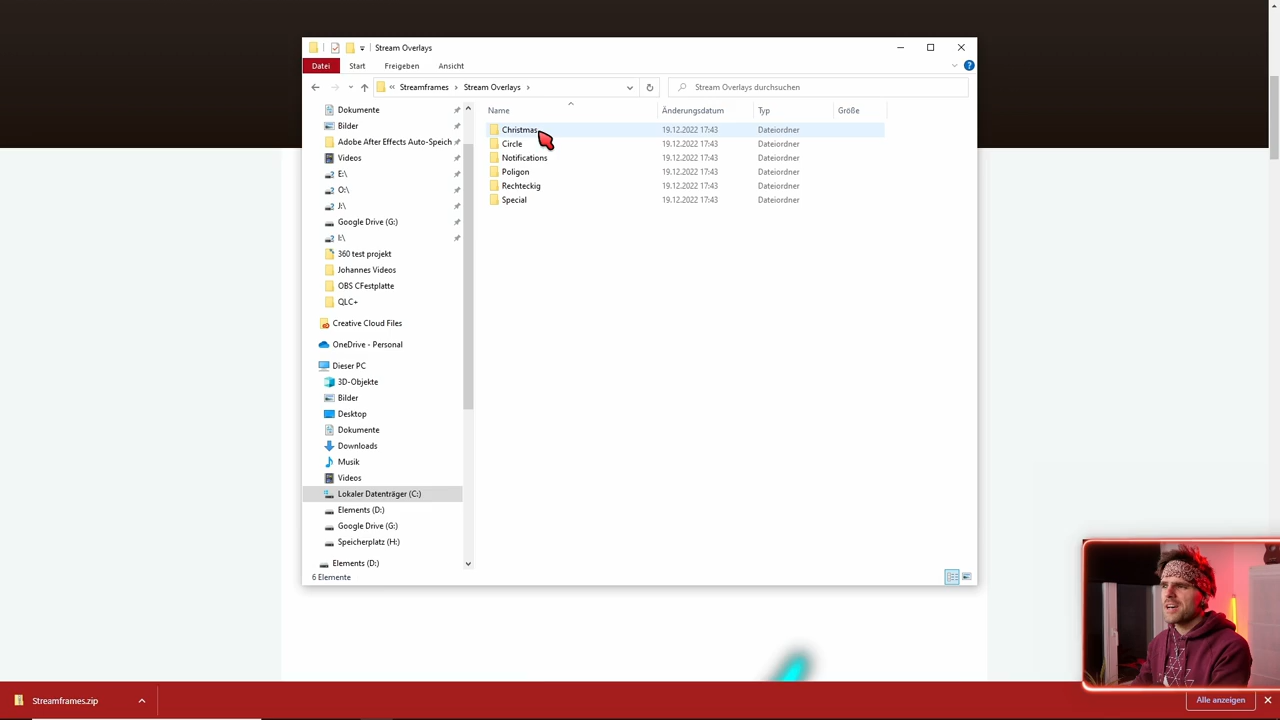 Stream Overlays
Datei Start Freigeben Ansicht
« Streamframes > Stream Overlays >
Stream Overlays durchsuchen
Name Änderungsdatum Typ Größe
Christmas 19.12.2022 17:43 Dateiordner
Circle 19.12.2022 17:43 Dateiordner
Notifications 19.12.2022 17:43 Dateiordner
Poligon 19.12.2022 17:43 Dateiordner
Rechteckig 19.12.2022 17:43 Dateiordner
Special 19.12.2022 17:43 Dateiordner
Dokumente
Bilder
Adobe After Effects Auto-Speich
Videos
E:\
O:\
J:\
Google Drive (G:)
I:\
360 test projekt
Johannes Videos
OBS CFestplatte
QLC+
Creative Cloud Files
OneDrive - Personal
Dieser PC
3D-Objekte
Bilder
Desktop
Dokumente
Downloads
Musik
Videos
Lokaler Datenträger (C:)
Elements (D:)
Google Drive (G:)
Speicherplatz (H:)
Elements (D:)
6 Elemente
Streamframes.zip
Alle anzeigen